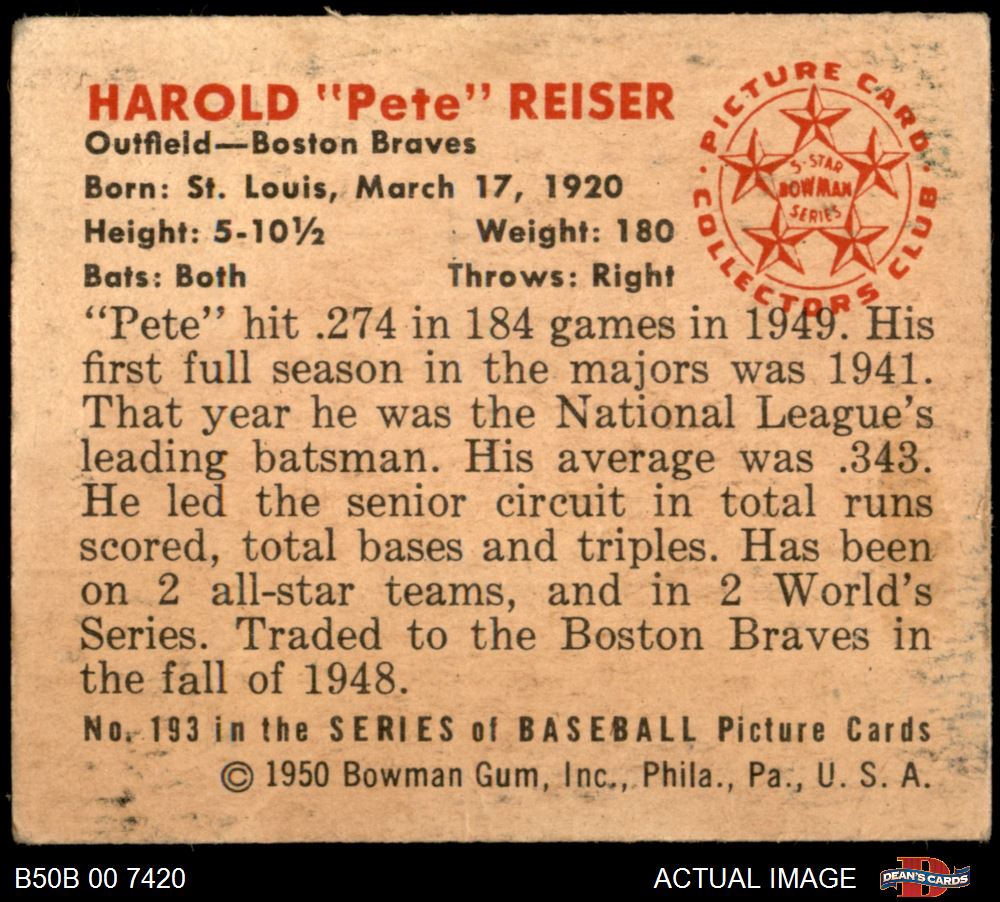 HAROLD "Pete" REISER
Outfield—Boston Braves
Born: St. Louis, March 17, 1920
Height: 5-10½ Weight: 180
Bats: Both Throws: Right
PICTURE CARD
COLLECTORS CLUB
5-STAR
BOWMAN
SERIES
"Pete" hit .274 in 184 games in 1949. His
first full season in the majors was 1941.
That year he was the National League's
leading batsman. His average was .343.
He led the senior circuit in total runs
scored, total bases and triples. Has been
on 2 all-star teams, and in 2 World's
Series. Traded to the Boston Braves in
the fall of 1948.
No. 193 in the SERIES of BASEBALL Picture Cards
© 1950 Bowman Gum, Inc., Phila., Pa., U. S. A.
B50B 00 7420 ACTUAL IMAGE D DEAN'S CARDS